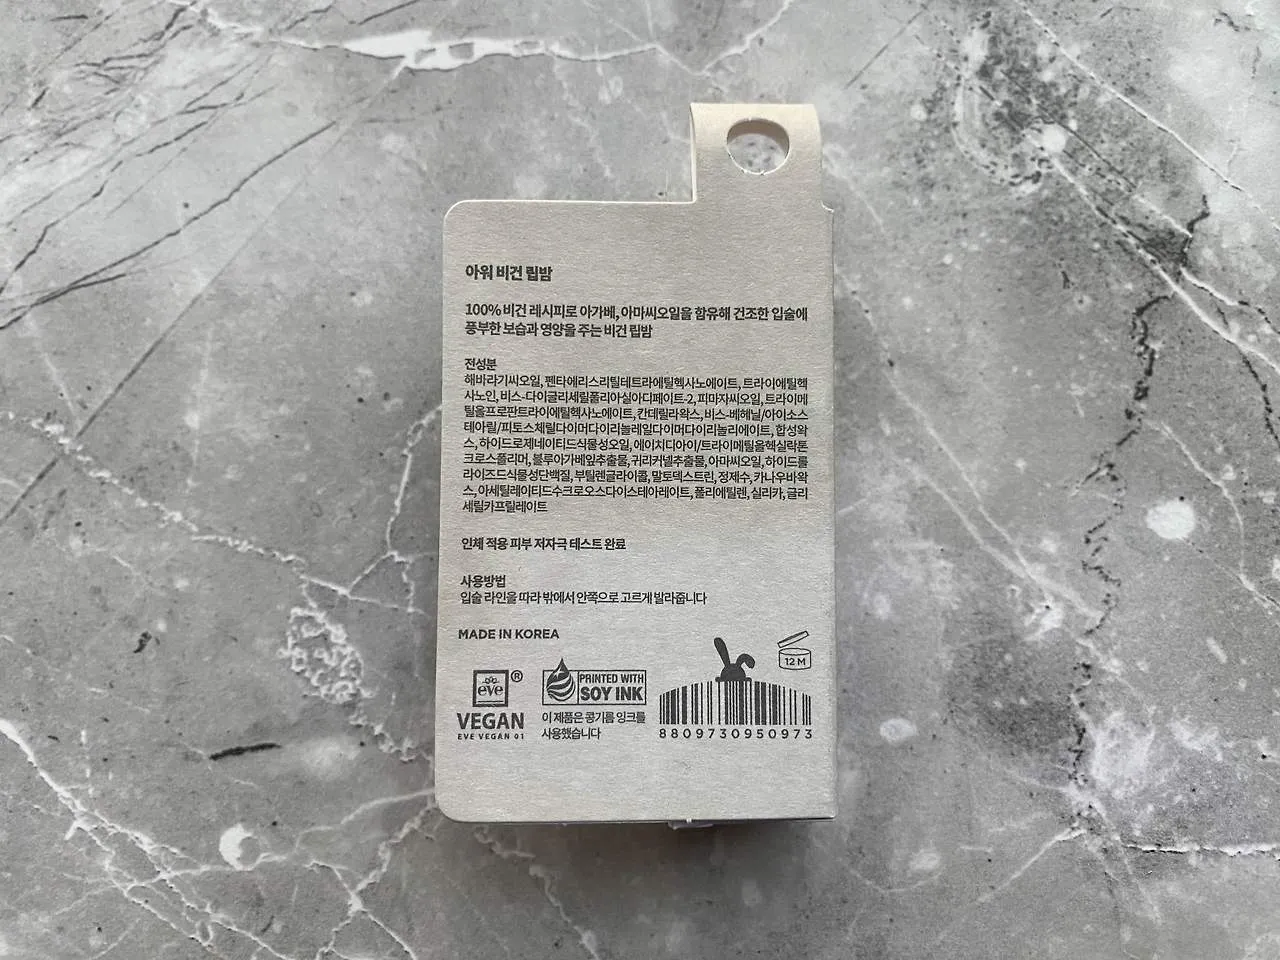 아워 비건 립밤
100% 비건 레시피로 아가베, 아마씨오일을 함유해 건조한 입술에
풍부한 보습과 영양을 주는 비건 립밤
전성분
해바라기씨오일, 펜타에리스리틸테트라에틸헥사노에이트, 트라이에틸헥
사노인, 비스-다이글리세릴폴리아실아디페이트-2, 피마자씨오일, 트라이메
틸올프로판트라이에틸헥사노에이트, 칸데릴라왁스, 비스-베헤닐/아이소스
테아릴/피토스체릴다이머다이리놀레일다이머다이리놀리에이트, 합성왁
스, 하이드로제네이티드식물성오일, 에이치디아이/트라이메틸올헥실락톤
크로스폴리머, 블루아가베잎추출물, 귀리커넬추출물, 아마씨오일, 하이드롤
라이즈드식물성단백질, 부틸렌글라이콜, 말토덱스트린, 정제수, 카나우바왁
스, 아세틸레이티드수크로오스다이스테아레이트, 폴리에틸렌, 실리카, 글리
세릴카프릴레이트
인체 적용 피부 저자극 테스트 완료
사용방법
입술 라인을 따라 밖에서 안쪽으로 고르게 발라줍니다
MADE IN KOREA
12 M
eve ®
VEGAN
EVE VEGAN 01
PRINTED WITH
SOY INK
이 제품은 콩기름 잉크를
사용했습니다
8809730950973